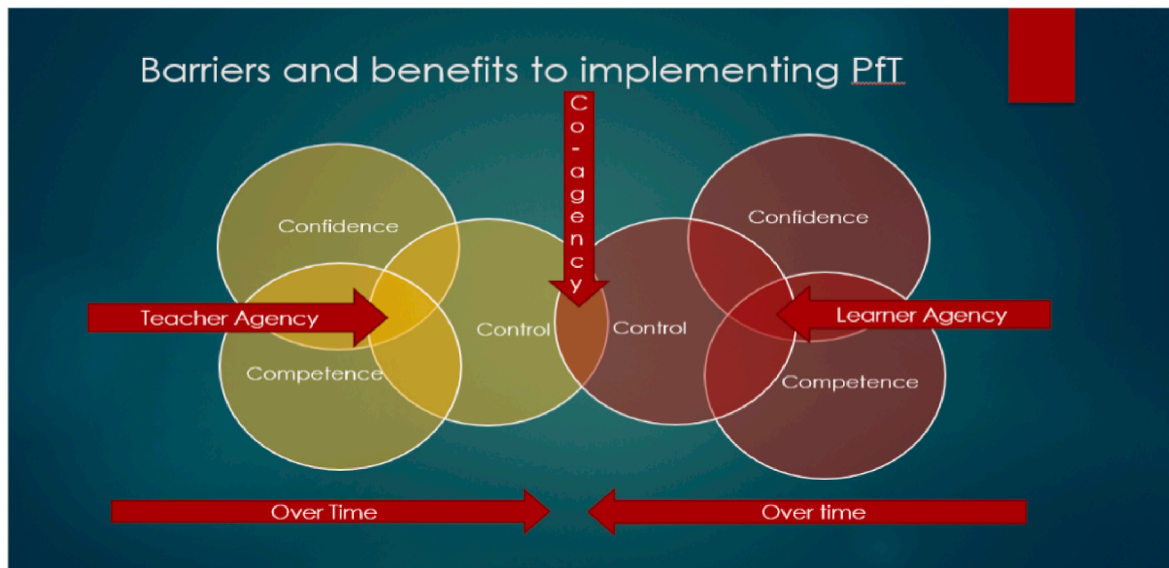 Barriers and benefits to implementing PfT
Co-agency
Confidence
Confidence
Teacher Agency
Control
Control
Learner Agency
Competence
Competence
Over Time
Over time